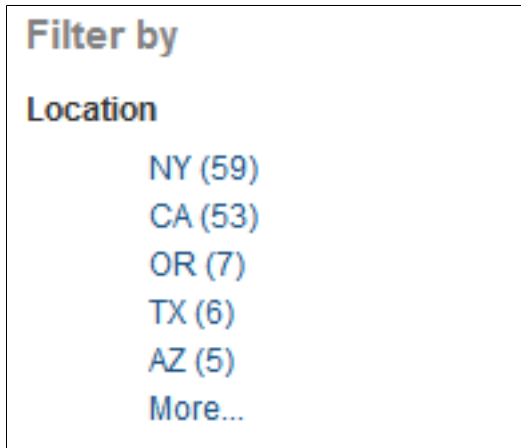 Filter by
Location
NY (59)
CA (53)
OR (7)
TX (6)
AZ (5)
More...